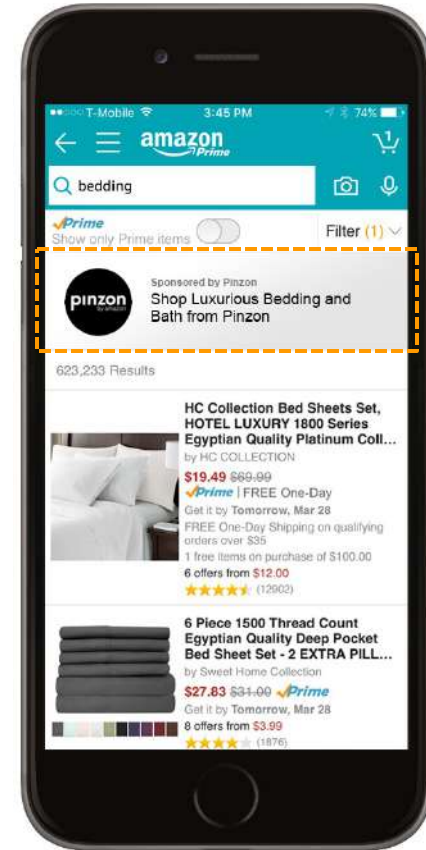 T-Mobile 3:45 PM 74%
amazon 1
Prime
bedding
Prime
Show only Prime items Filter (1)
Sponsored by Pinzon
pinzon Shop Luxurious Bedding and
by amazon Bath from Pinzon
623,233 Results
HC Collection Bed Sheets Set,
HOTEL LUXURY 1800 Series
Egyptian Quality Platinum Coll...
by HC COLLECTION
$19.49 $69.99
Prime | FREE One-Day
Get it by Tomorrow, Mar 28
FREE One-Day Shipping on qualifying
orders over $35
1 free items on purchase of $100.00
6 offers from $12.00
(12902)
6 Piece 1500 Thread Count
Egyptian Quality Deep Pocket
Bed Sheet Set - 2 EXTRA PILL...
by Sweet Home Collection
$27.83 $31.00 Prime
Get it by Tomorrow, Mar 28
8 offers from $3.99
(1876)